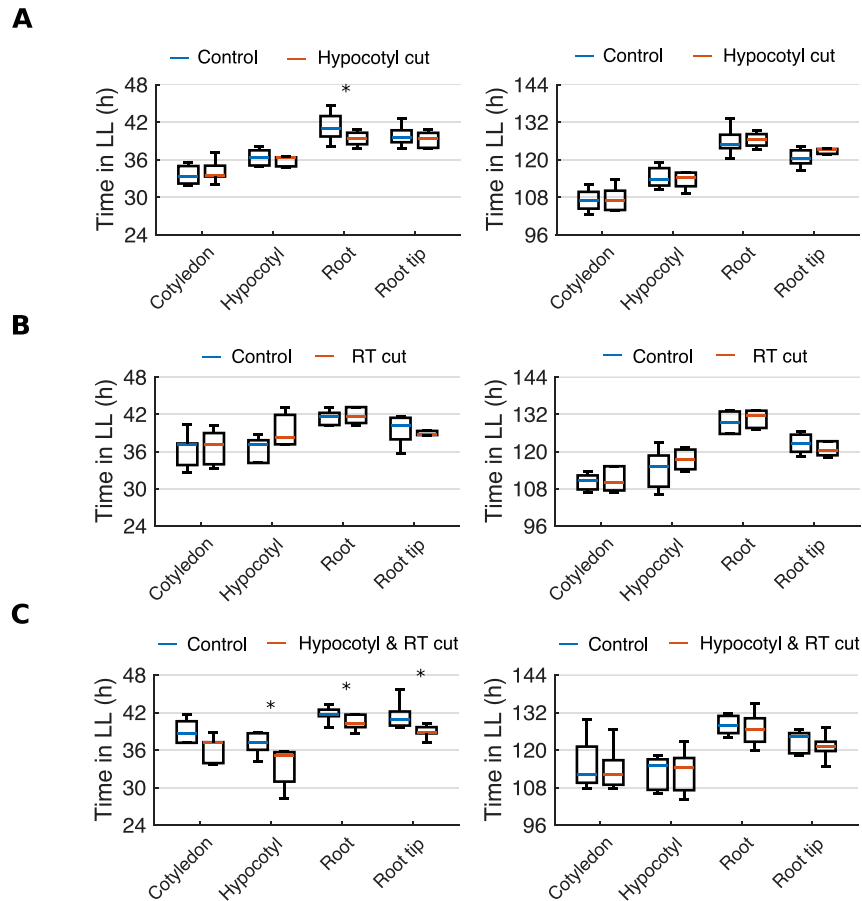 A
Control Hypocotyl cut
Control Hypocotyl cut
Time in LL (h)
48
42
36
30
24
*
Cotyledon
Hypocotyl
Root
Root tip
Time in LL (h)
144
132
120
108
96
Cotyledon
Hypocotyl
Root
Root tip
B
Control RT cut
Control RT cut
Time in LL (h)
48
42
36
30
24
Cotyledon
Hypocotyl
Root
Root tip
Time in LL (h)
144
132
120
108
96
Cotyledon
Hypocotyl
Root
Root tip
C
Control Hypocotyl & RT cut
Control Hypocotyl & RT cut
Time in LL (h)
48
42
36
30
24
*
*
*
Cotyledon
Hypocotyl
Root
Root tip
Time in LL (h)
144
132
120
108
96
Cotyledon
Hypocotyl
Root
Root tip